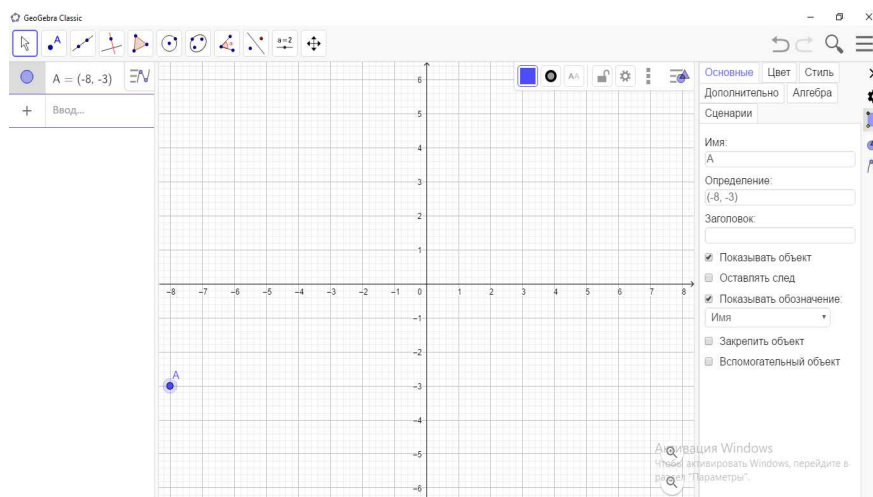 GeoGebra Classic
A
a=2
A = (-8, -3)
Ввод...
AA
6
5
4
3
2
1
0
-8 -7 -6 -5 -4 -3 -2 -1 1 2 3 4 5 6 7 8
-1
-2
-3
-4
-5
-6
A
Основные Цвет Стиль
Дополнительно Алгебра
Сценарии
Имя:
A
Определение:
(-8, -3)
Заголовок:
Показывать объект
Оставлять след
Показывать обозначение:
Имя
Закрепить объект
Вспомогательный объект
Активация Windows
Чтобы активировать Windows, перейдите в
раздел "Параметры".